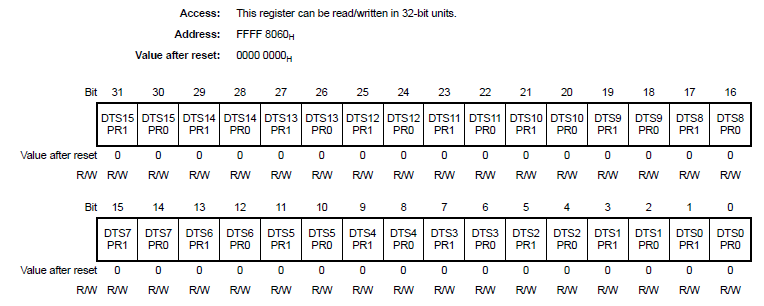 Access: This register can be read/written in 32-bit units.
Address: FFFF 8060H
Value after reset: 0000 0000H
Bit 31 30 29 28 27 26 25 24 23 22 21 20 19 18 17 16
DTS15 DTS15 DTS14 DTS14 DTS13 DTS13 DTS12 DTS12 DTS11 DTS11 DTS10 DTS10 DTS9 DTS9 DTS8 DTS8
PR1 PR0 PR1 PR0 PR1 PR0 PR1 PR0 PR1 PR0 PR1 PR0 PR1 PR0 PR1 PR0
Value after reset 0 0 0 0 0 0 0 0 0 0 0 0 0 0 0 0
R/W R/W R/W R/W R/W R/W R/W R/W R/W R/W R/W R/W R/W R/W R/W R/W R/W
Bit 15 14 13 12 11 10 9 8 7 6 5 4 3 2 1 0
DTS7 DTS7 DTS6 DTS6 DTS5 DTS5 DTS4 DTS4 DTS3 DTS3 DTS2 DTS2 DTS1 DTS1 DTS0 DTS0
PR1 PR0 PR1 PR0 PR1 PR0 PR1 PR0 PR1 PR0 PR1 PR0 PR1 PR0 PR1 PR0
Value after reset 0 0 0 0 0 0 0 0 0 0 0 0 0 0 0 0
R/W R/W R/W R/W R/W R/W R/W R/W R/W R/W R/W R/W R/W R/W R/W R/W R/W